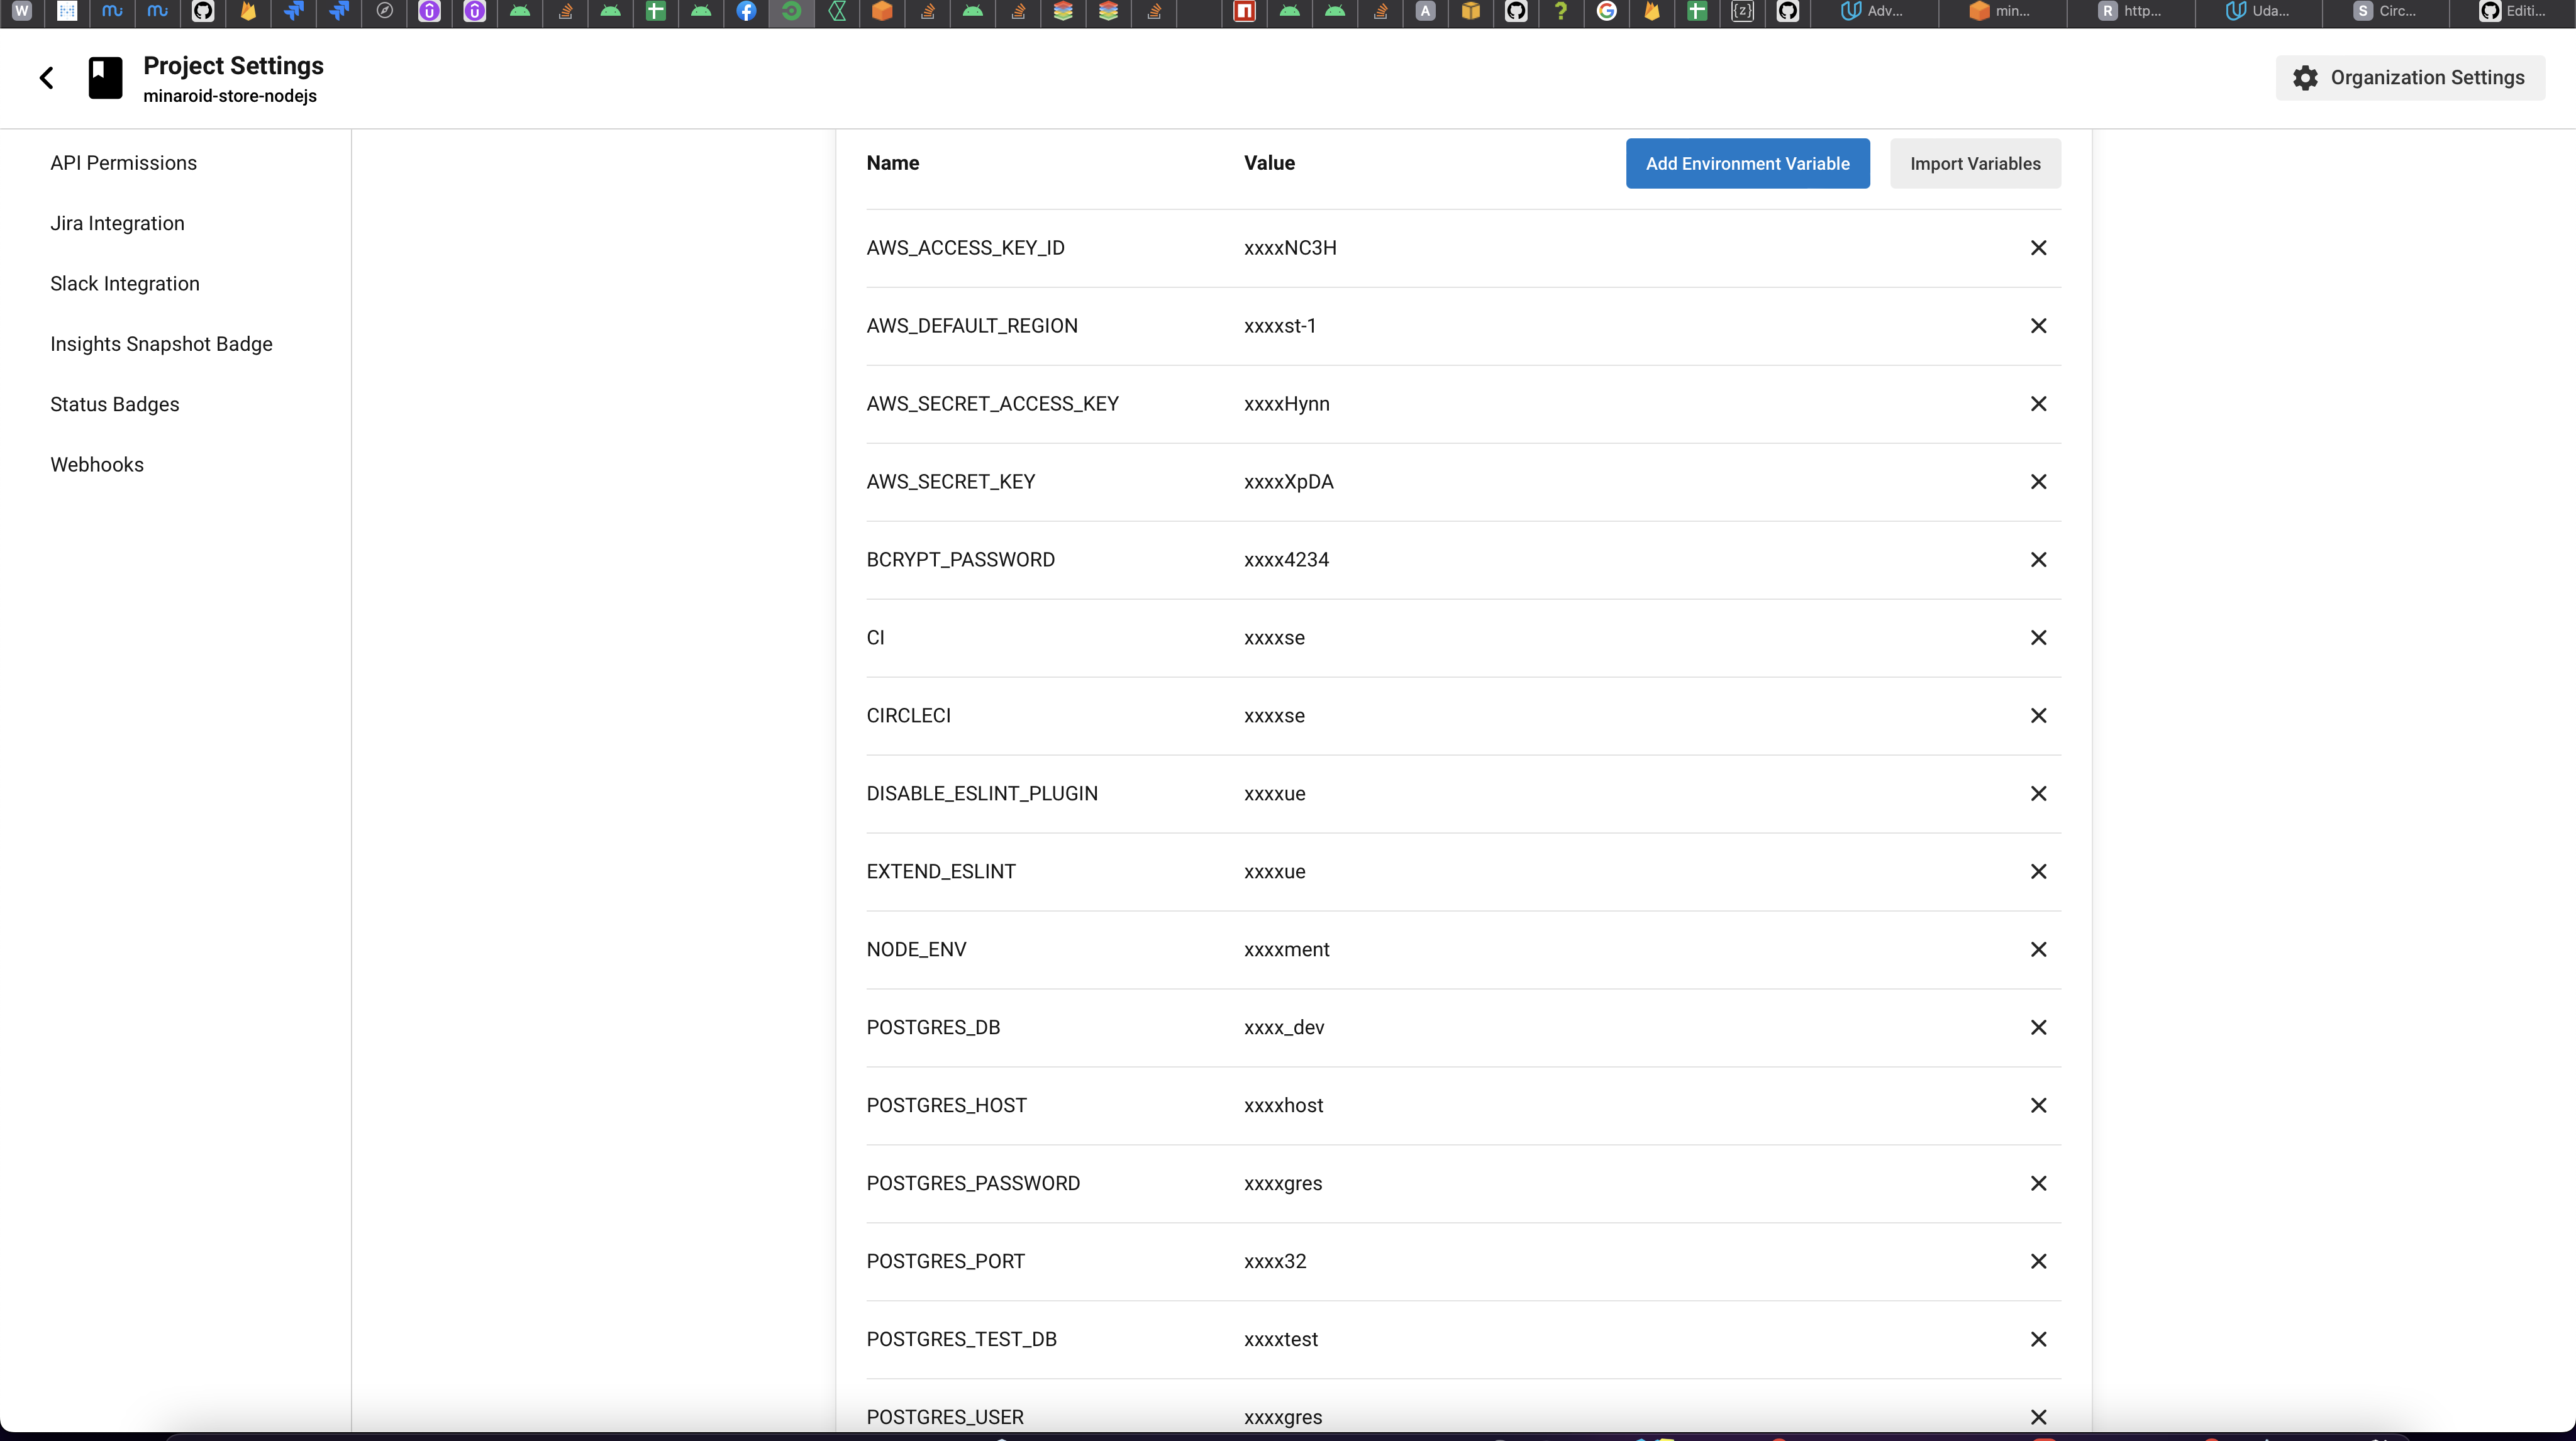 W
A
{z}
Adv...
min...
R http...
Uda...
S Circ...
Editi...
Project Settings
minaroid-store-nodejs
Organization Settings
API Permissions
Jira Integration
Slack Integration
Insights Snapshot Badge
Status Badges
Webhooks
Name Value Add Environment Variable Import Variables
AWS_ACCESS_KEY_ID xxxxNC3H
AWS_DEFAULT_REGION xxxxst-1
AWS_SECRET_ACCESS_KEY xxxxHynn
AWS_SECRET_KEY xxxxXpDA
BCRYPT_PASSWORD xxxx4234
CI xxxxse
CIRCLECI xxxxse
DISABLE_ESLINT_PLUGIN xxxxue
EXTEND_ESLINT xxxxue
NODE_ENV xxxxment
POSTGRES_DB xxxx_dev
POSTGRES_HOST xxxxhost
POSTGRES_PASSWORD xxxxgres
POSTGRES_PORT xxxx32
POSTGRES_TEST_DB xxxxtest
POSTGRES_USER xxxxgres